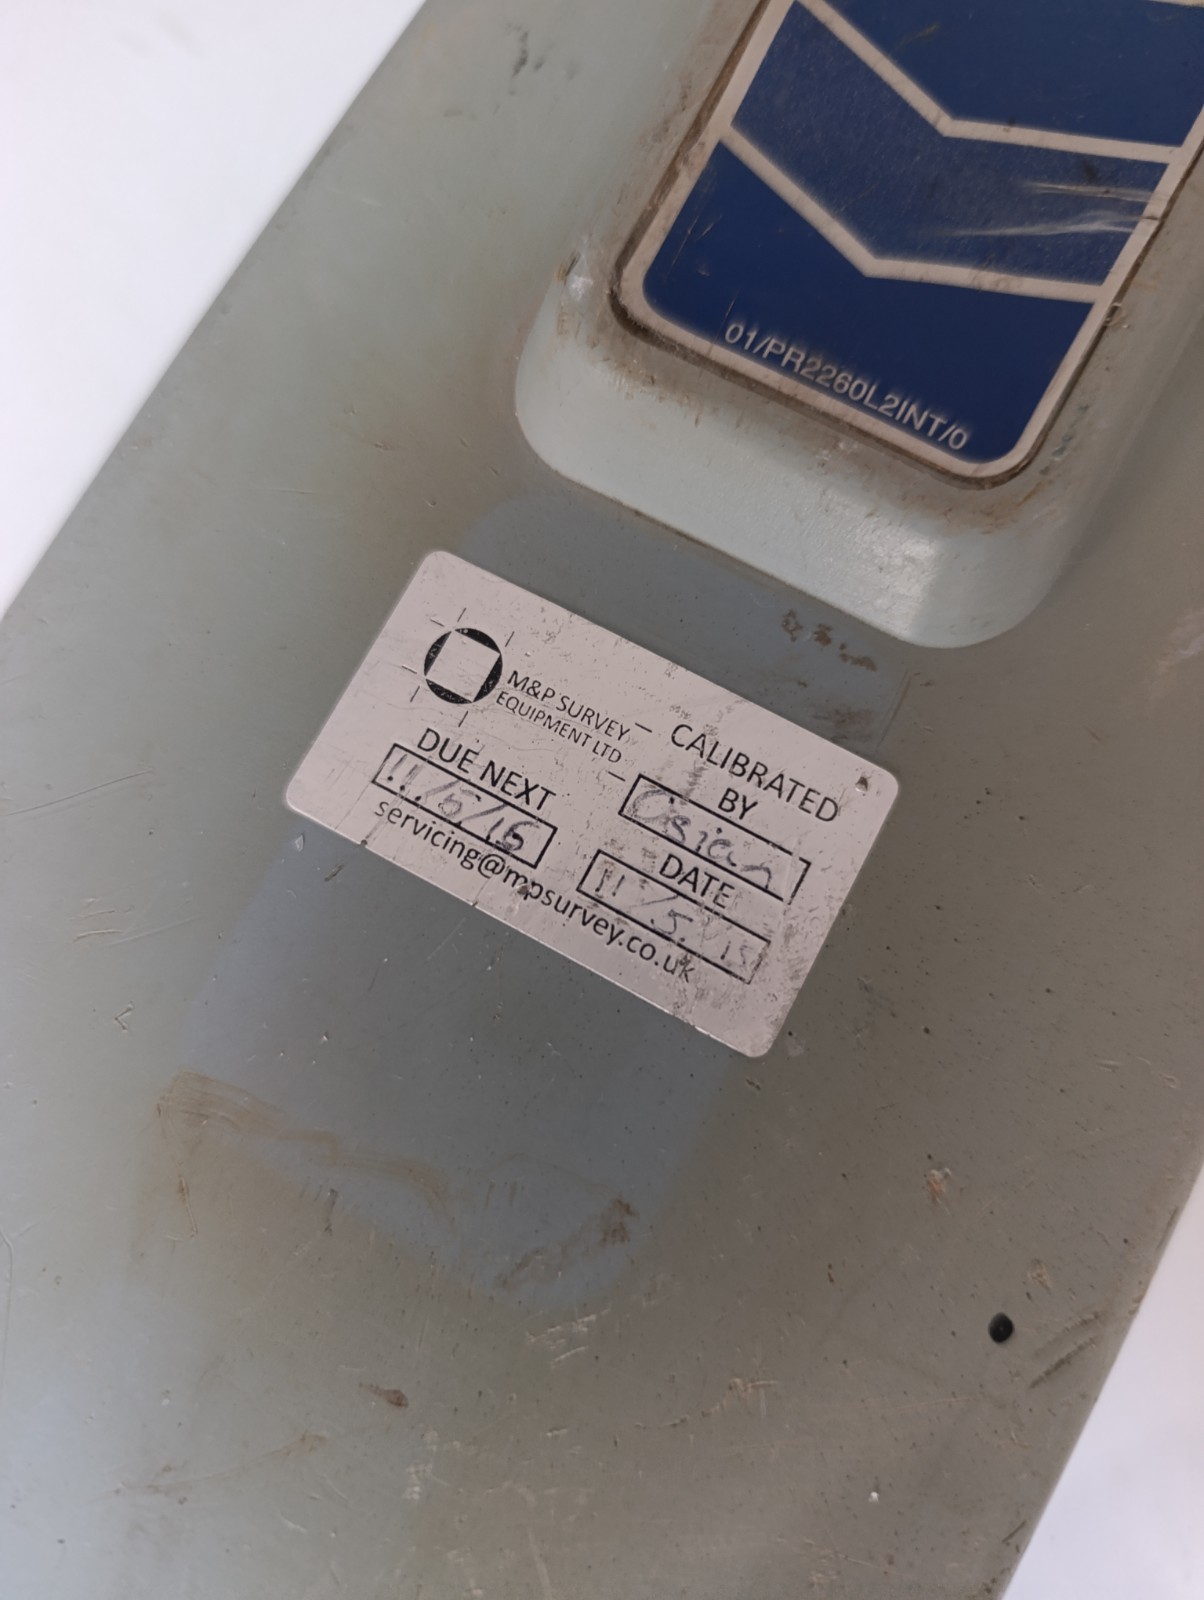 01/PR2260L2INT/0
M&P SURVEY
EQUIPMENT LTD
CALIBRATED
BY
Oisian
DUE NEXT
11/5/16
DATE
11/5/15
servicing@mpsurvey.co.uk